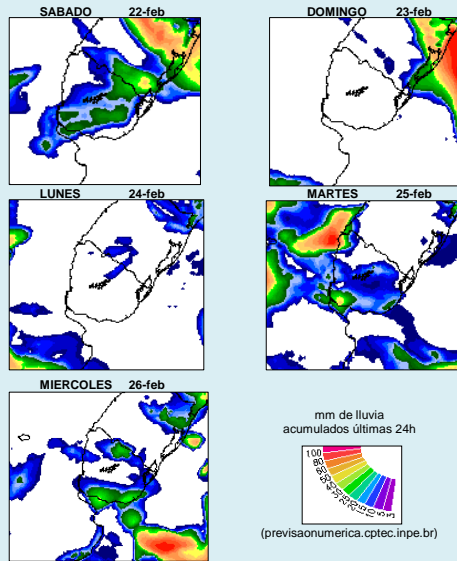 SABADO 22-feb
DOMINGO 23-feb
LUNES 24-feb
MARTES 25-feb
MIERCOLES 26-feb
mm de lluvia
acumulados últimas 24h
100
80
(previsaonumerica.cptec.inpe.br)